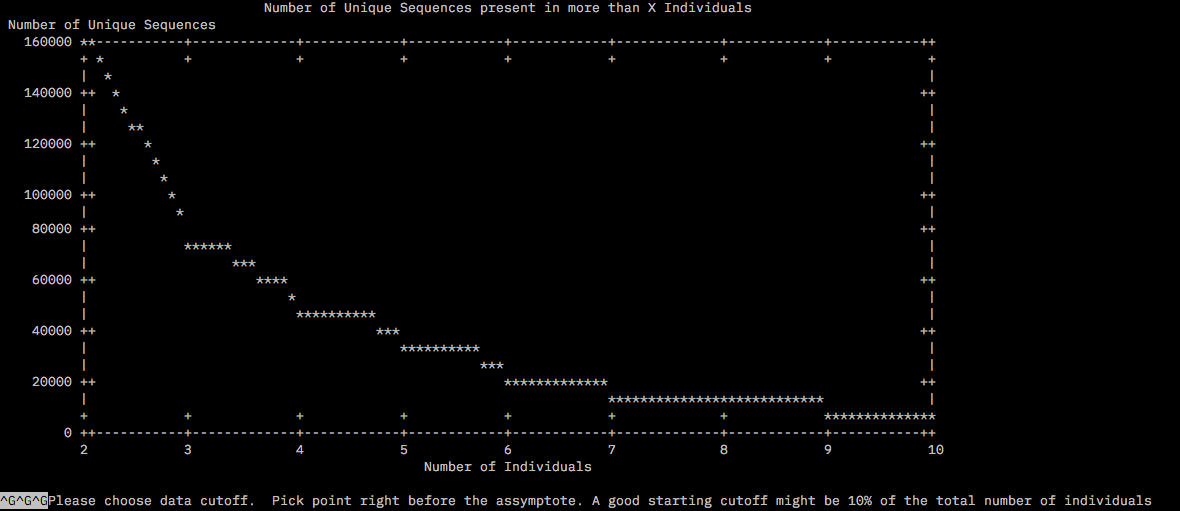 Number of Unique Sequences present in more than X Individuals
Number of Unique Sequences
160000
140000
120000
100000
80000
60000
40000
20000
0
2 3 4 5 6 7 8 9 10
Number of Individuals
^G^G^GPlease choose data cutoff.  Pick point right before the assymptote. A good starting cutoff might be 10% of the total number of individuals